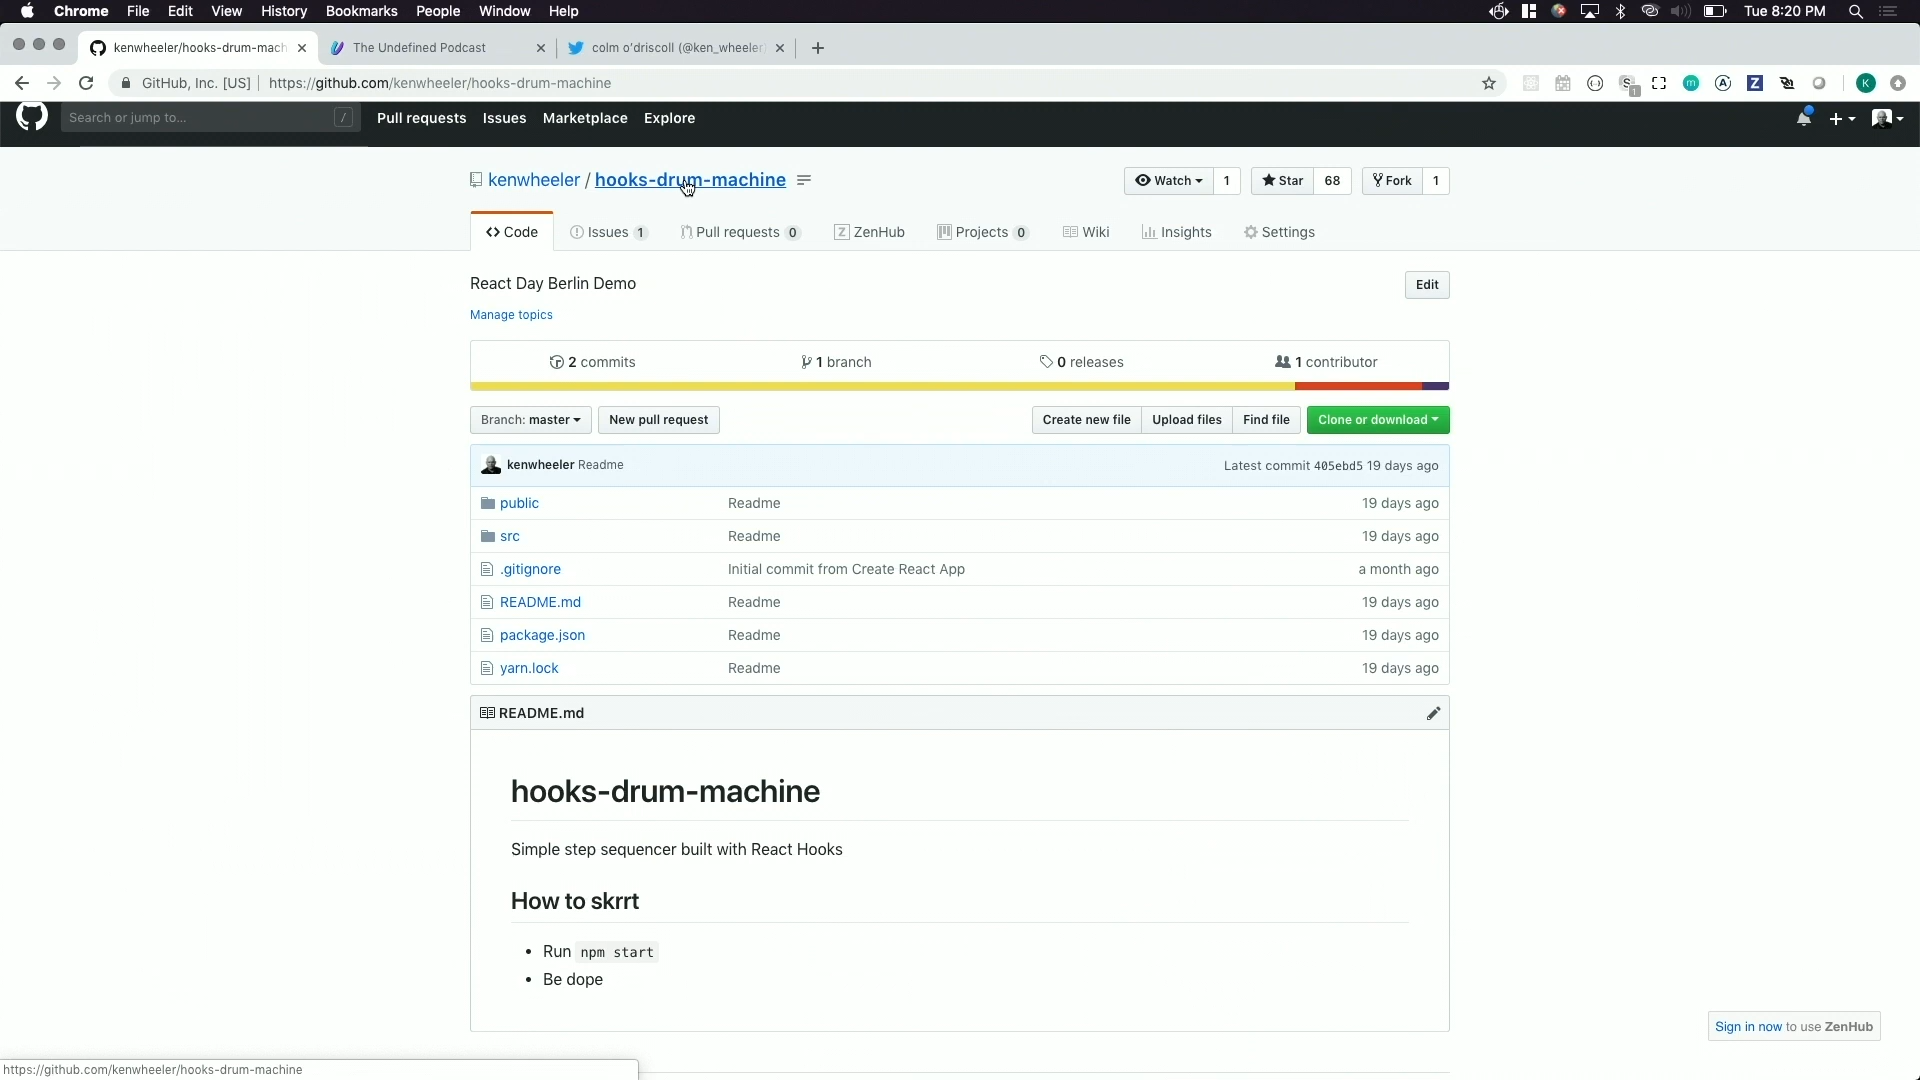 Chrome File Edit View History Bookmarks People Window Help Tue 8:20 PM
kenwheeler/hooks-drum-mach The Undefined Podcast colm o'driscoll (@ken_wheeler
GitHub, Inc. [US] https://github.com/kenwheeler/hooks-drum-machine
Search or jump to... / Pull requests Issues Marketplace Explore
kenwheeler / hooks-drum-machine Watch 1 Star 68 Fork 1
Code Issues 1 Pull requests 0 ZenHub Projects 0 Wiki Insights Settings
React Day Berlin Demo Edit
Manage topics
2 commits 1 branch 0 releases 1 contributor
Branch: master New pull request Create new file Upload files Find file Clone or download
kenwheeler Readme Latest commit 405ebd5 19 days ago
public Readme 19 days ago
src Readme 19 days ago
.gitignore Initial commit from Create React App a month ago
README.md Readme 19 days ago
package.json Readme 19 days ago
yarn.lock Readme 19 days ago
README.md
hooks-drum-machine
Simple step sequencer built with React Hooks
How to skrrt
• Run npm start
• Be dope
Sign in now to use ZenHub
https://github.com/kenwheeler/hooks-drum-machine